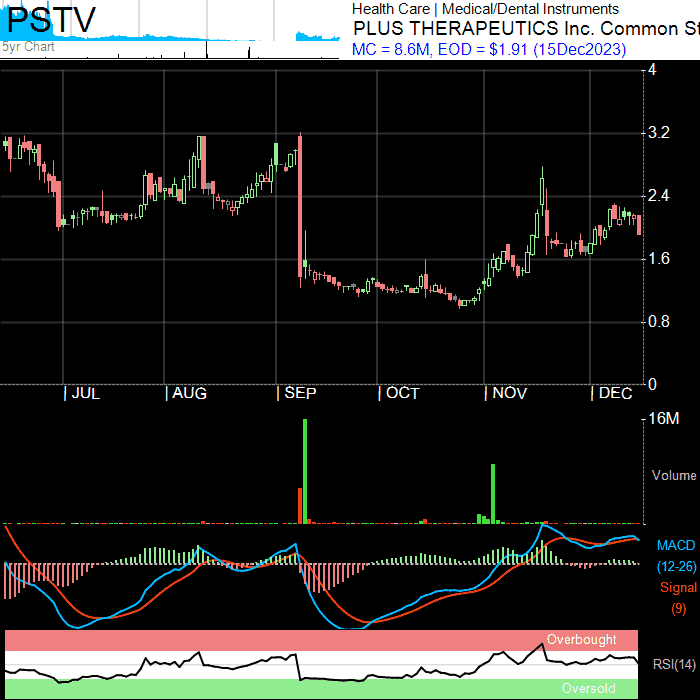 PSTV
5yr Chart
Health Care | Medical/Dental Instruments
PLUS THERAPEUTICS Inc. Common St
MC = 8.6M, EOD = $1.91 (15Dec2023)
4
3.2
2.4
1.6
0.8
0
| JUL | AUG | SEP | OCT | NOV | DEC
16M
Volume
MACD
(12-26)
Signal
(9)
Overbought
RSI(14)
Oversold